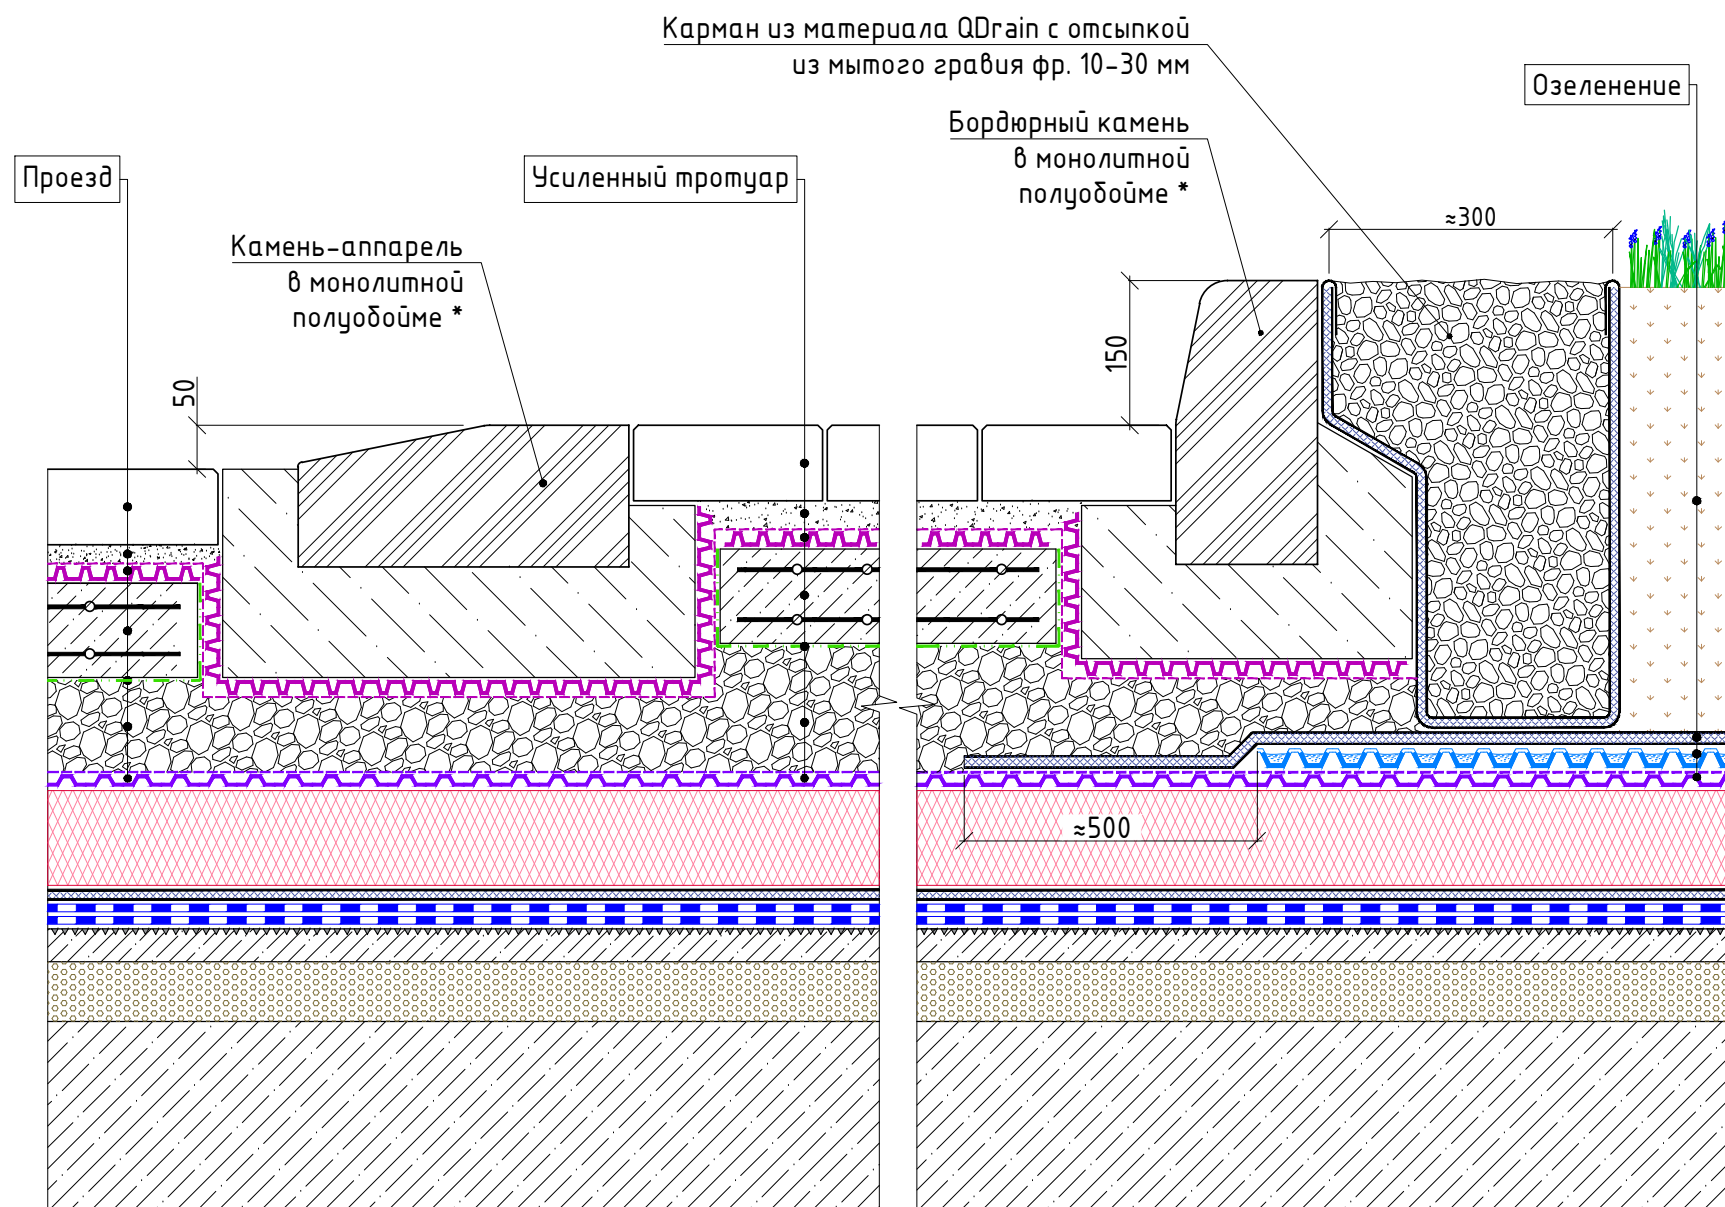 Карман из материала QDrain с отсыпкой
из мытого гравия фр. 10-30 мм
Озеленение
Бордюрный камень
в монолитной
полуобойме *
Проезд
Усиленный тротуар
≈300
Камень-аппарель
в монолитной
полуобойме *
150
50
≈500